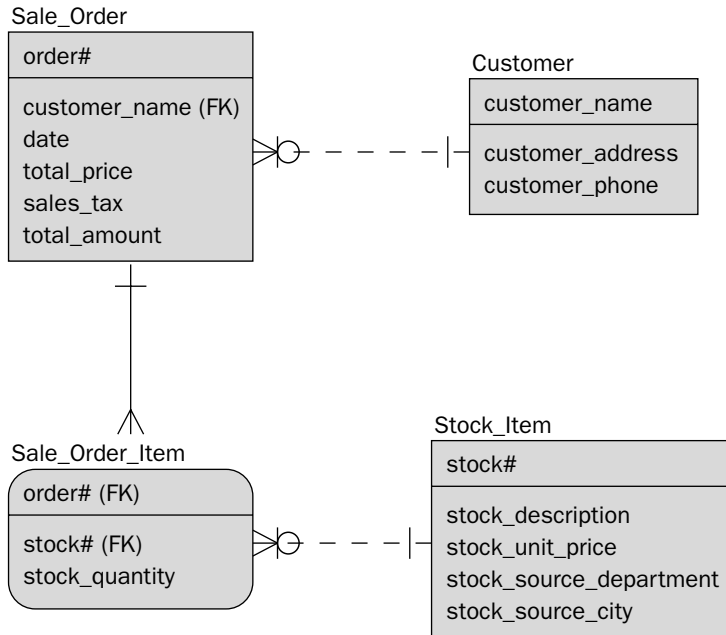 Sale_Order
order#
customer_name (FK)
date
total_price
sales_tax
total_amount
Customer
customer_name
customer_address
customer_phone
Sale_Order_Item
order# (FK)
stock# (FK)
stock_quantity
Stock_Item
stock#
stock_description
stock_unit_price
stock_source_department
stock_source_city